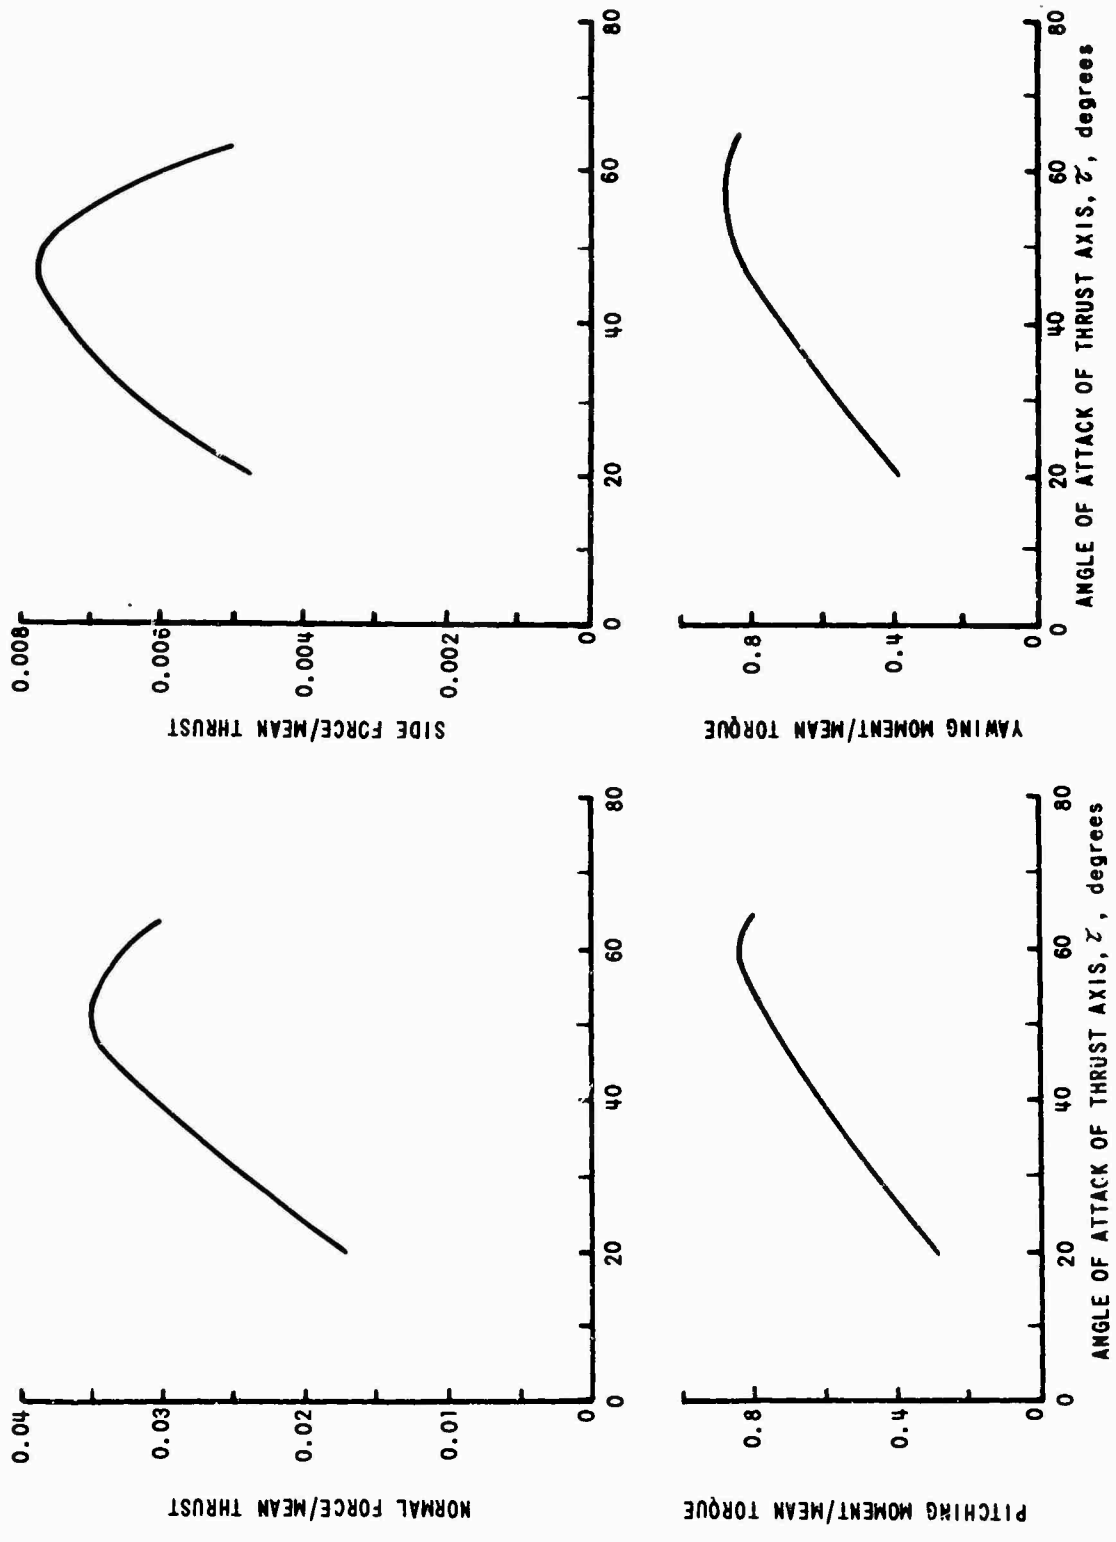 NORMAL FORCE/MEAN THRUST
0.04
0.03
0.02
0.01
0
0 20 40 60 80
SIDE FORCE/MEAN THRUST
0.008
0.006
0.004
0.002
0
0 20 40 60 80
PITCHING MOMENT/MEAN TORQUE
0.8
0.4
0
0 20 40 60 80
ANGLE OF ATTACK OF THRUST AXIS, τ, degrees
YAWING MOMENT/MEAN TORQUE
0.8
0.4
0
0 20 40 60 80
ANGLE OF ATTACK OF THRUST AXIS, τ, degrees